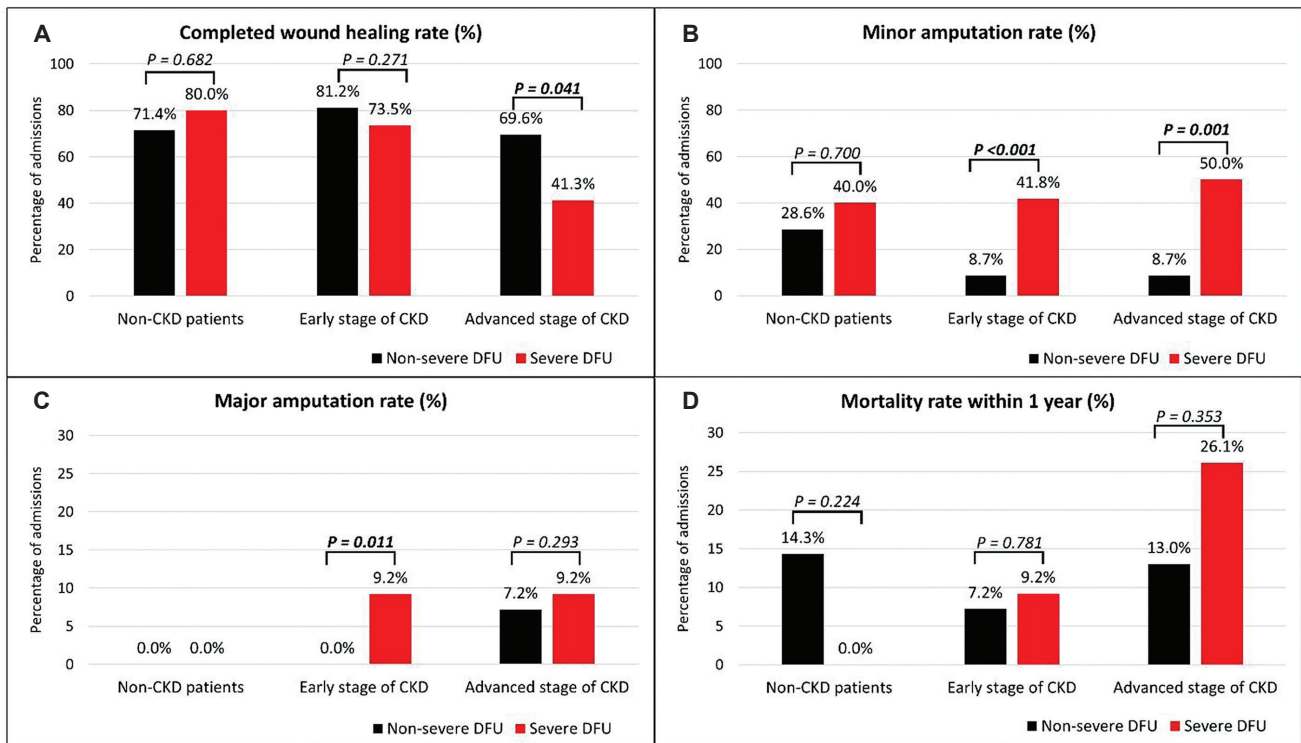 A
Completed wound healing rate (%)
Percentage of admissions
100
80
60
40
20
0
P = 0.682
71.4%
80.0%
P = 0.271
81.2%
73.5%
P = 0.041
69.6%
41.3%
Non-CKD patients
Early stage of CKD
Advanced stage of CKD
Non-severe DFU
Severe DFU
B
Minor amputation rate (%)
Percentage of admissions
100
80
60
40
20
0
P = 0.700
28.6%
40.0%
P <0.001
8.7%
41.8%
P = 0.001
8.7%
50.0%
Non-CKD patients
Early stage of CKD
Advanced stage of CKD
Non-severe DFU
Severe DFU
C
Major amputation rate (%)
Percentage of admissions
30
25
20
15
10
5
0
0.0%
0.0%
P = 0.011
0.0%
9.2%
P = 0.293
7.2%
9.2%
Non-CKD patients
Early stage of CKD
Advanced stage of CKD
Non-severe DFU
Severe DFU
D
Mortality rate within 1 year (%)
Percentage of admissions
30
25
20
15
10
5
0
P = 0.224
14.3%
0.0%
P = 0.781
7.2%
9.2%
P = 0.353
13.0%
26.1%
Non-CKD patients
Early stage of CKD
Advanced stage of CKD
Non-severe DFU
Severe DFU